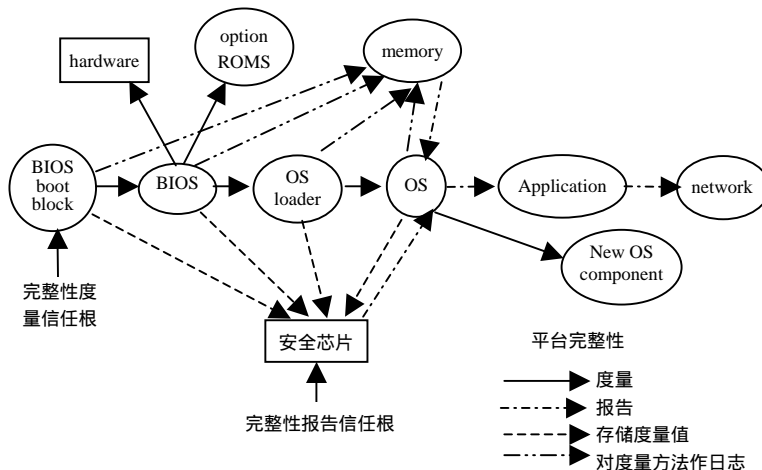 option
ROMS
hardware
memory
BIOS
boot
block
BIOS
OS
loader
OS
Application
network
New OS
component
完整性度
量信任根
安全芯片
完整性报告信任根
平台完整性
度量
报告
存储度量值
对度量方法作日志